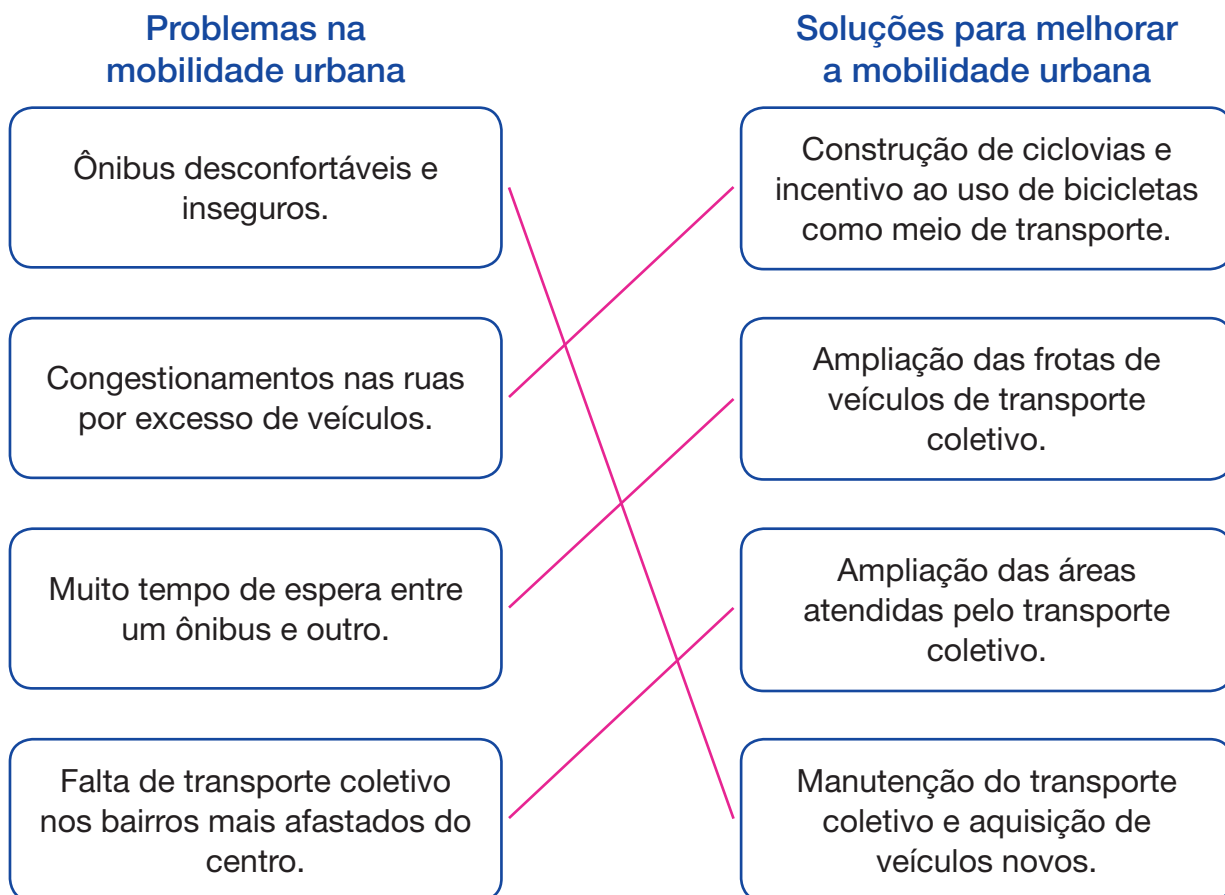 Problemas na
mobilidade urbana
Ônibus desconfortáveis e
inseguros.
Congestionamentos nas ruas
por excesso de veículos.
Muito tempo de espera entre
um ônibus e outro.
Falta de transporte coletivo
nos bairros mais afastados do
centro.
Soluções para melhorar
a mobilidade urbana
Construção de ciclovias e
incentivo ao uso de bicicletas
como meio de transporte.
Ampliação das frotas de
veículos de transporte
coletivo.
Ampliação das áreas
atendidas pelo transporte
coletivo.
Manutenção do transporte
coletivo e aquisição de
veículos novos.